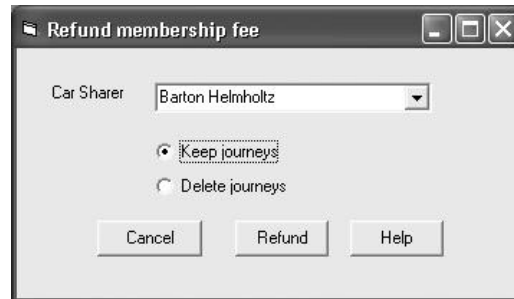 Refund membership fee
Car Sharer Barton Helmholtz
Keep journeys
Delete journeys
Cancel Refund Help